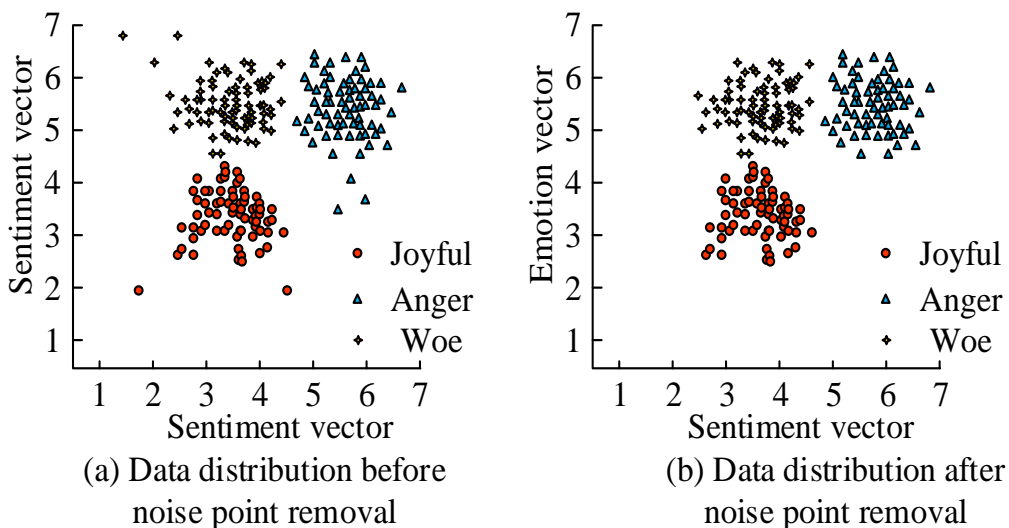 Sentiment vector
7
6
5
4
3
2
1
1 2 3 4 5 6 7
Joyful
Anger
Woe
Sentiment vector
(a) Data distribution before
noise point removal
Emotion vector
7
6
5
4
3
2
1
1 2 3 4 5 6 7
Joyful
Anger
Woe
Sentiment vector
(b) Data distribution after
noise point removal